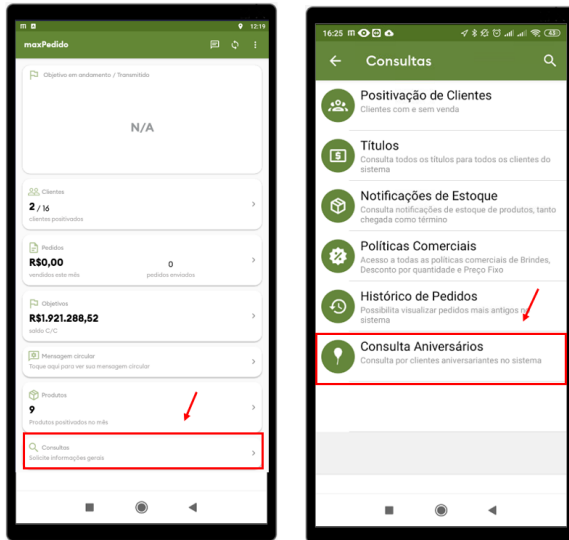 12:19
maxPedido
Objetivo em andamento / Transmitido
N/A
Clientes
2 / 16
clientes positivados
Pedidos
R$0,00
0
vendidos este mês
pedidos enviados
Objetivos
R$1.921.288,52
saldo C/C
Mensagem circular
Toque aqui para ver sua mensagem circular
Produtos
9
Produtos positivados no mês
Consultas
Solicite informações gerais
16:25
43
Consultas
Positivação de Clientes
Clientes com e sem venda
Títulos
Consulta todos os títulos para todos os clientes do
sistema
Notificações de Estoque
Consulta notificações de estoque de produtos, tanto
chegada como término
Políticas Comerciais
Acesso a todas as políticas comerciais de Brindes,
Desconto por quantidade e Preço Fixo
Histórico de Pedidos
Possibilita visualizar pedidos mais antigos no
sistema
Consulta Aniversários
Consulta por clientes aniversariantes no sistema